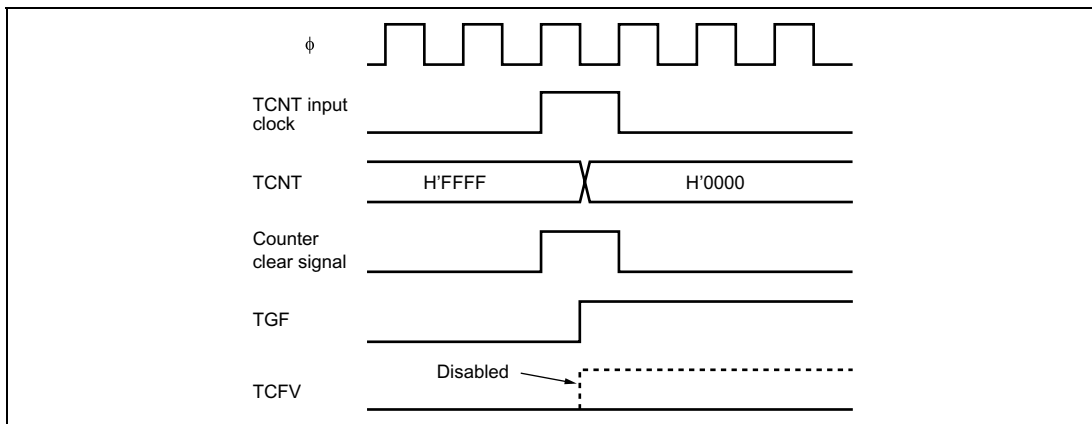 ϕ
TCNT input
clock
TCNT
H'FFFF
H'0000
Counter
clear signal
TGF
Disabled
TCFV